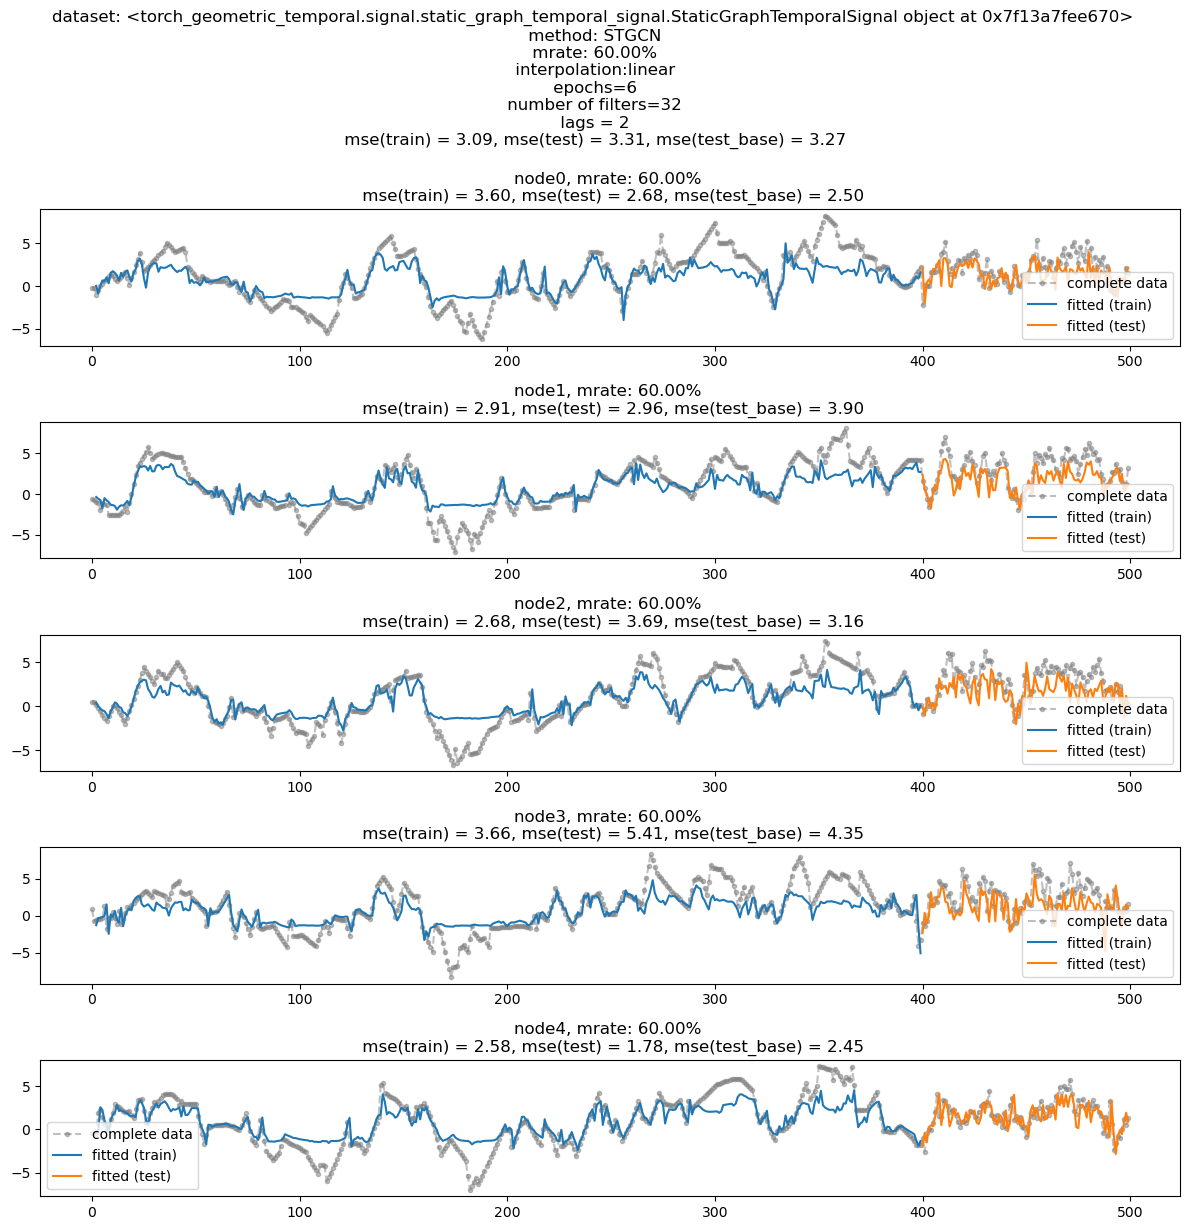 dataset: <torch_geometric_temporal.signal.static_graph_temporal_signal.StaticGraphTemporalSignal object at 0x7f13a7fee670>
method: STGCN
mrate: 60.00%
interpolation:linear
epochs=6
number of filters=32
lags = 2
mse(train) = 3.09, mse(test) = 3.31, mse(test_base) = 3.27
node0, mrate: 60.00%
mse(train) = 3.60, mse(test) = 2.68, mse(test_base) = 2.50
5
0
−5
complete data
fitted (train)
fitted (test)
0 100 200 300 400 500
node1, mrate: 60.00%
mse(train) = 2.91, mse(test) = 2.96, mse(test_base) = 3.90
5
0
−5
complete data
fitted (train)
fitted (test)
0 100 200 300 400 500
node2, mrate: 60.00%
mse(train) = 2.68, mse(test) = 3.69, mse(test_base) = 3.16
5
0
−5
complete data
fitted (train)
fitted (test)
0 100 200 300 400 500
node3, mrate: 60.00%
mse(train) = 3.66, mse(test) = 5.41, mse(test_base) = 4.35
5
0
−5
complete data
fitted (train)
fitted (test)
0 100 200 300 400 500
node4, mrate: 60.00%
mse(train) = 2.58, mse(test) = 1.78, mse(test_base) = 2.45
5
0
−5
complete data
fitted (train)
fitted (test)
0 100 200 300 400 500